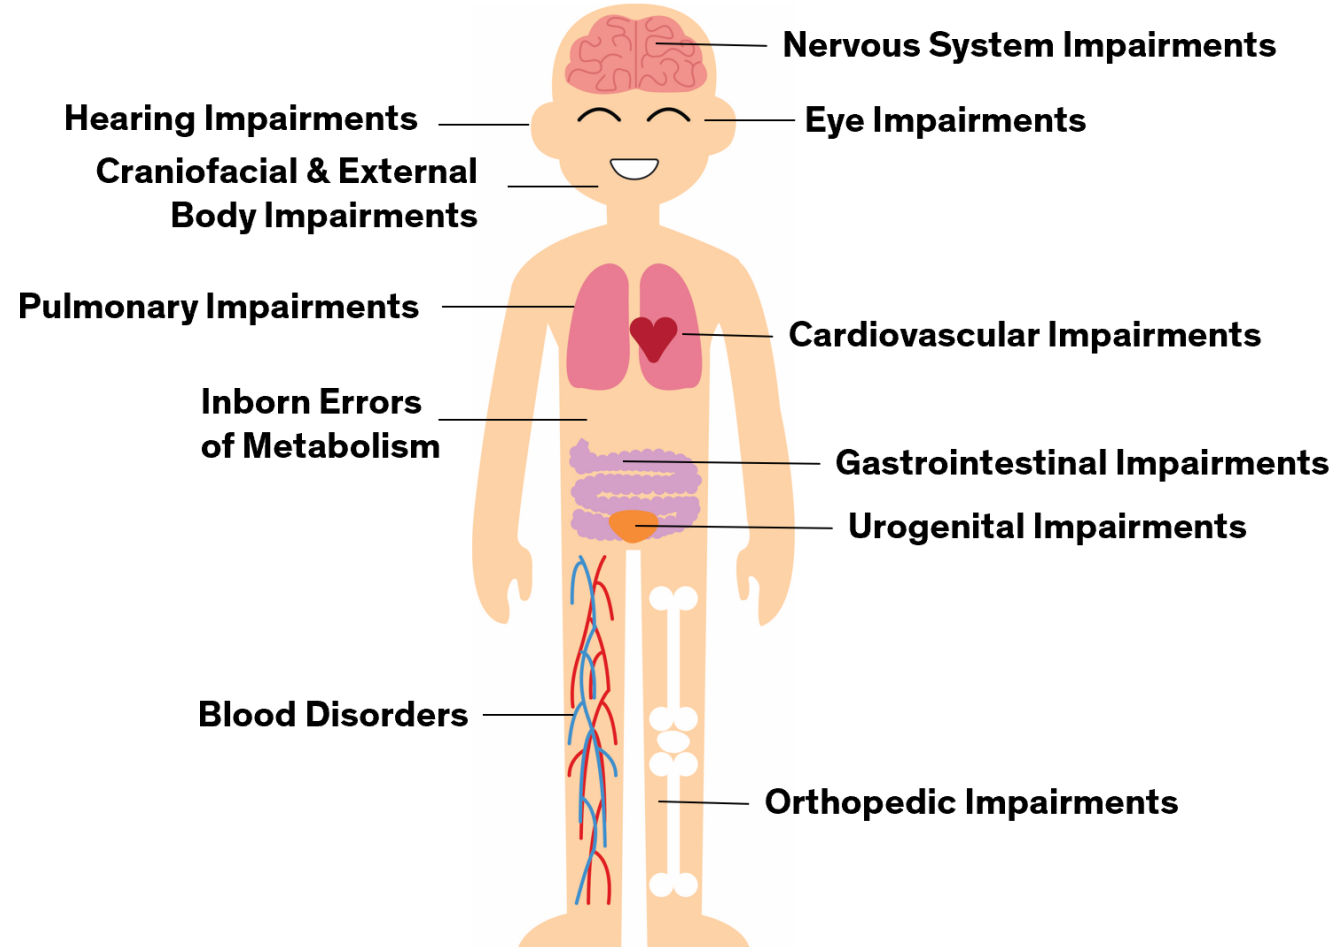 Nervous System Impairments
Hearing Impairments
Eye Impairments
Craniofacial & External
Body Impairments
Pulmonary Impairments
Cardiovascular Impairments
Inborn Errors
of Metabolism
Gastrointestinal Impairments
Urogenital Impairments
Blood Disorders
Orthopedic Impairments